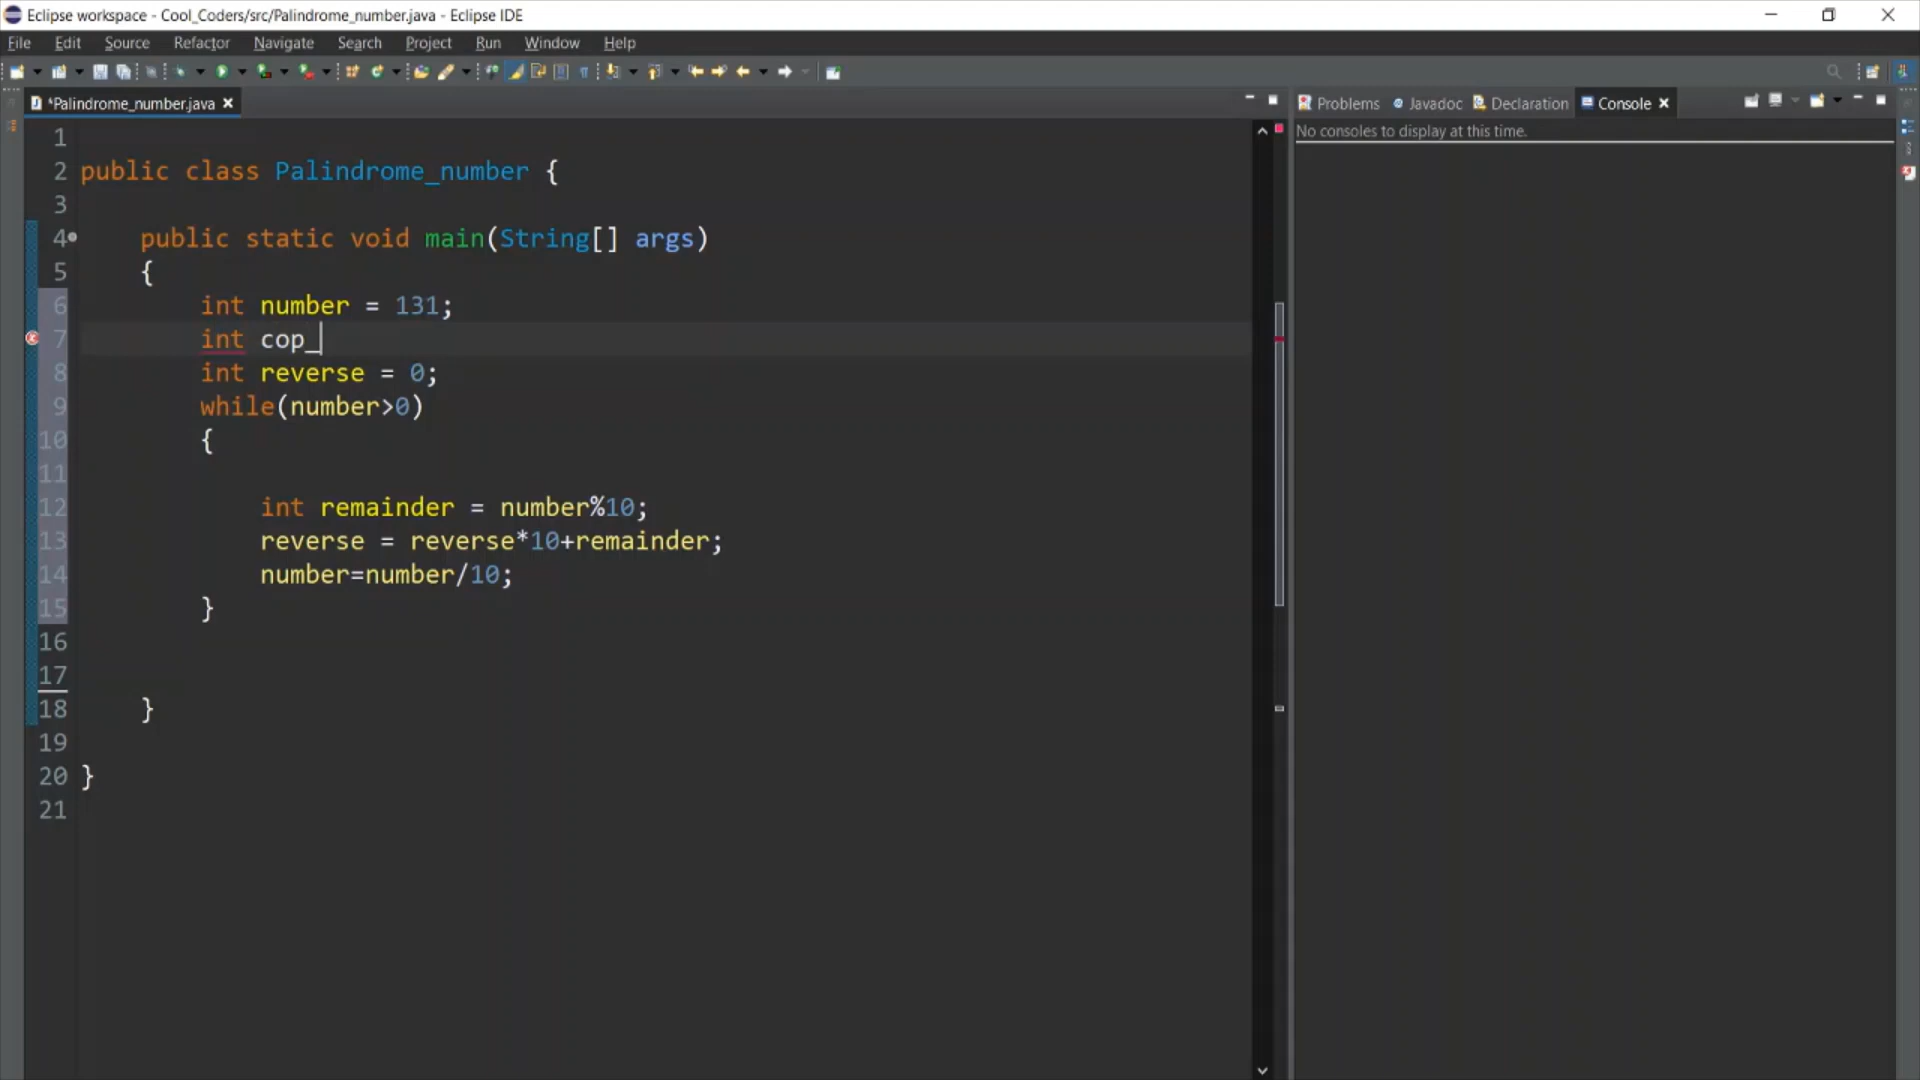 Eclipse workspace - Cool_Coders/src/Palindrome_number.java - Eclipse IDE
File Edit Source Refactor Navigate Search Project Run Window Help
*Palindrome_number.java
Problems Javadoc Declaration Console
No consoles to display at this time.
1
2 public class Palindrome_number {
3
4 public static void main(String[] args)
5 {
6 int number = 131;
7 int cop_
8 int reverse = 0;
9 while(number>0)
10 {
11
12 int remainder = number%10;
13 reverse = reverse*10+remainder;
14 number=number/10;
15 }
16
17
18 }
19
20 }
21